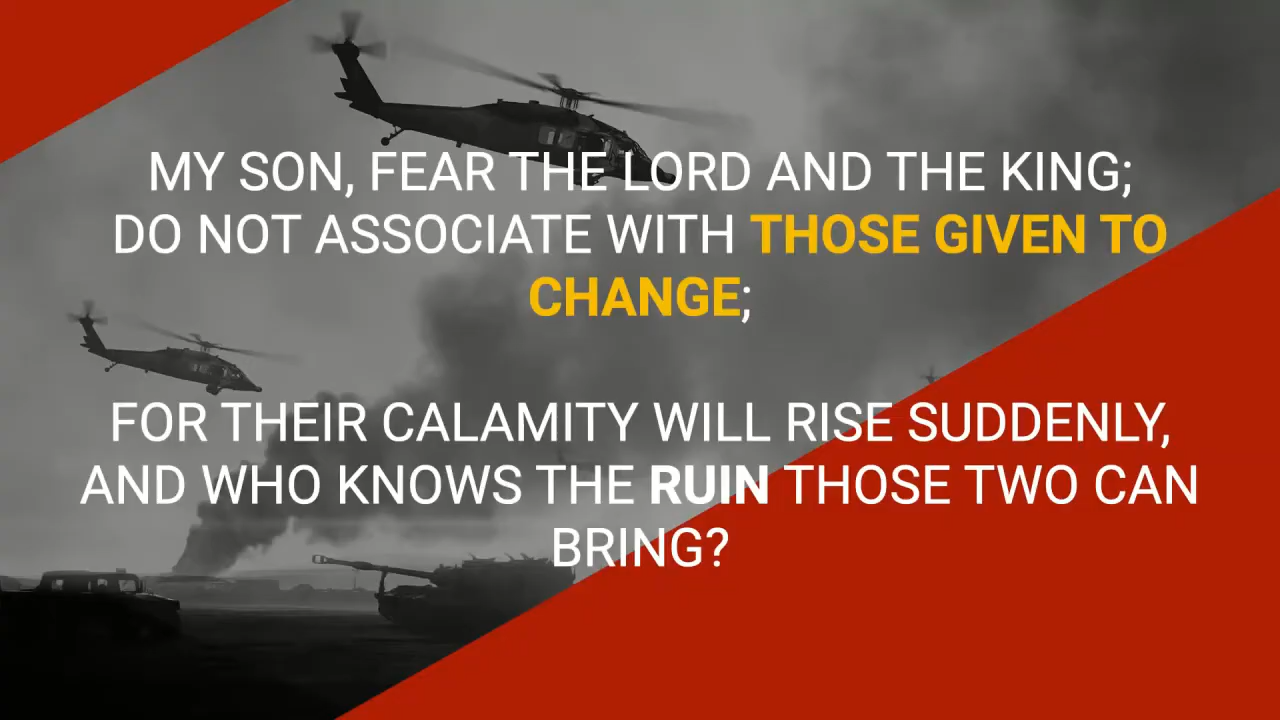 MY SON, FEAR THE LORD AND THE KING;
DO NOT ASSOCIATE WITH THOSE GIVEN TO
CHANGE;
FOR THEIR CALAMITY WILL RISE SUDDENLY,
AND WHO KNOWS THE RUIN THOSE TWO CAN
BRING?